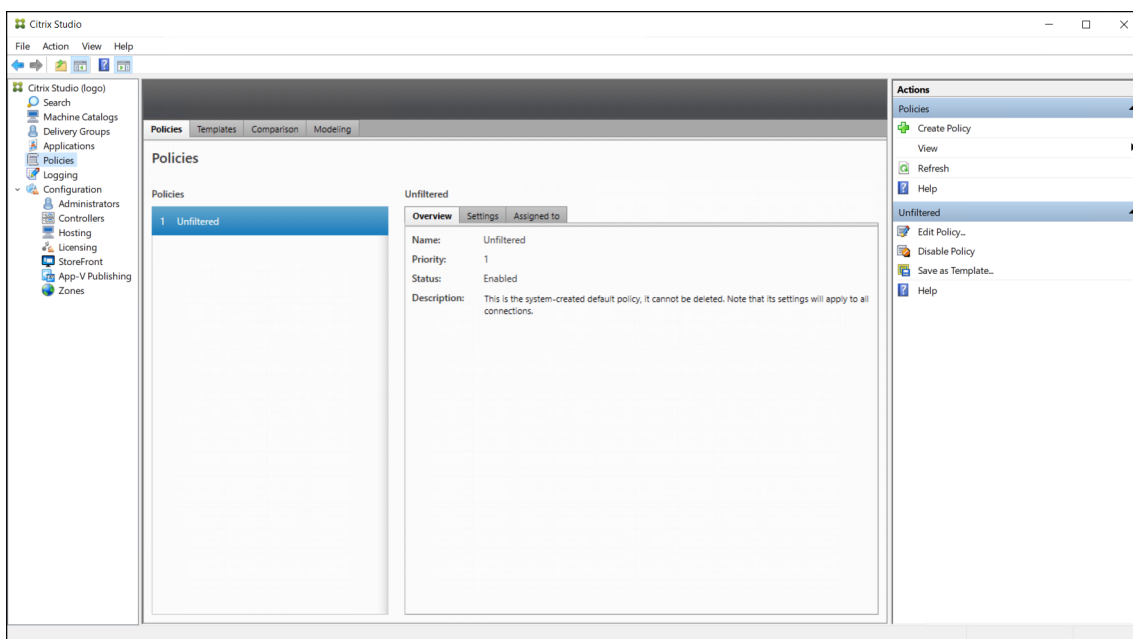 Citrix Studio
File Action View Help
Citrix Studio (logo)
Search
Machine Catalogs
Delivery Groups
Applications
Policies
Logging
Configuration
Administrators
Controllers
Hosting
Licensing
StoreFront
App-V Publishing
Zones
Policies Templates Comparison Modeling
Policies
Policies
1 Unfiltered
Unfiltered
Overview Settings Assigned to
Name: Unfiltered
Priority: 1
Status: Enabled
Description: This is the system-created default policy, it cannot be deleted. Note that its settings will apply to all
connections.
Actions
Policies
Create Policy
View
Refresh
Help
Unfiltered
Edit Policy...
Disable Policy
Save as Template...
Help